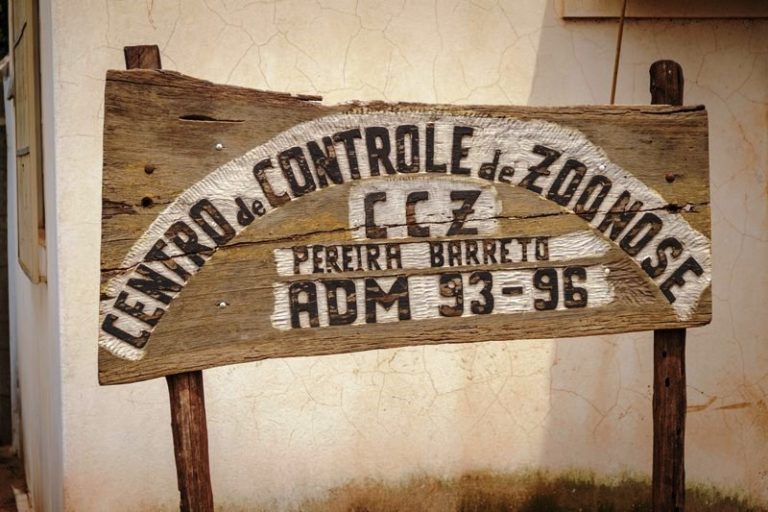 CENTRO de CONTROLE de ZOONOSE
CCZ
PEREIRA BARRETO
ADM 93-96